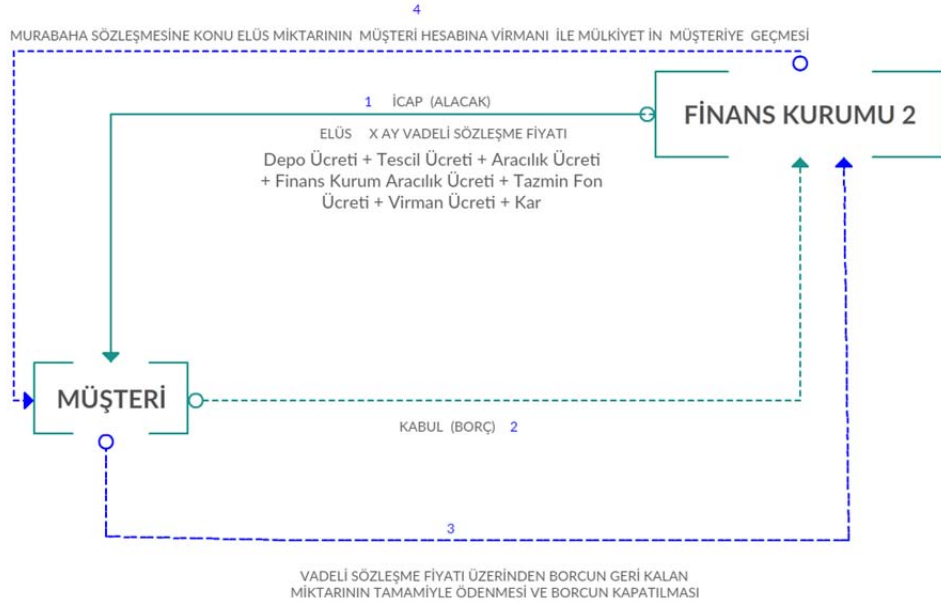 4
MURABAHA SÖZLEŞMESİNE KONU ELÜS MİKTARININ MÜŞTERİ HESABINA VİRMANI İLE MÜLKİYET İN MÜŞTERİYE GEÇMESİ
1 İCAP (ALACAK)
FİNANS KURUMU 2
ELÜS X AY VADELİ SÖZLEŞME FİYATI
Depo Ücreti + Tescil Ücreti + Aracılık Ücreti
+ Finans Kurum Aracılık Ücreti + Tazmin Fon
Ücreti + Virman Ücreti + Kar
MÜŞTERİ
KABUL (BORÇ) 2
3
VADELİ SÖZLEŞME FİYATI ÜZERİNDEN BORCUN GERİ KALAN
MİKTARININ TAMAMİYLE ÖDENMESİ VE BORCUN KAPATILMASI